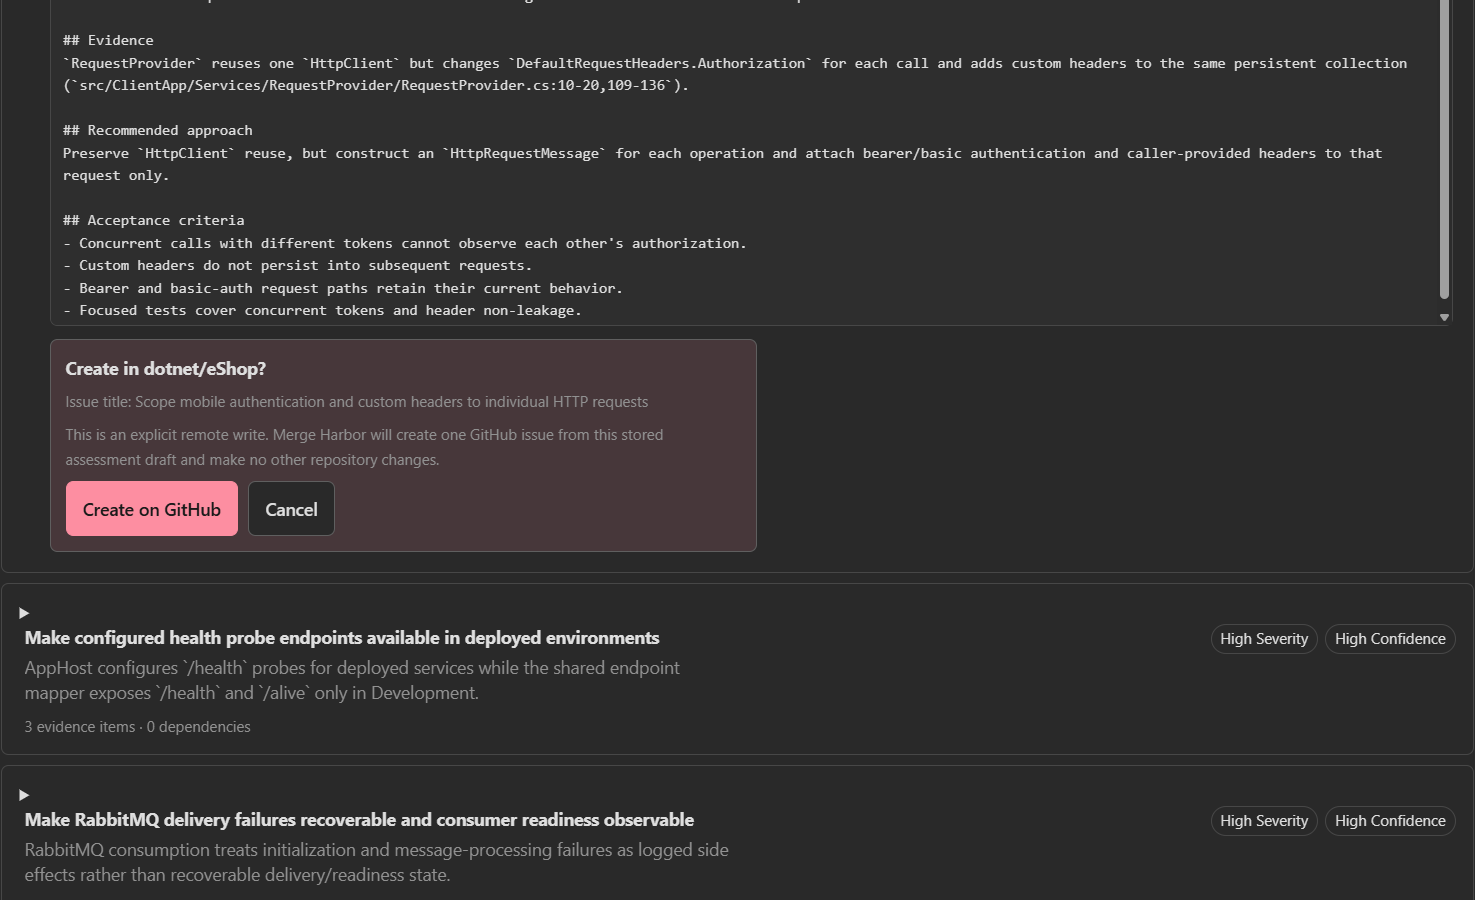 ## Evidence
`RequestProvider` reuses one `HttpClient` but changes `DefaultRequestHeaders.Authorization` for each call and adds custom headers to the same persistent collection
(`src/ClientApp/Services/RequestProvider/RequestProvider.cs:10-20,109-136`).
## Recommended approach
Preserve `HttpClient` reuse, but construct an `HttpRequestMessage` for each operation and attach bearer/basic authentication and caller-provided headers to that
request only.
## Acceptance criteria
- Concurrent calls with different tokens cannot observe each other's authorization.
- Custom headers do not persist into subsequent requests.
- Bearer and basic-auth request paths retain their current behavior.
- Focused tests cover concurrent tokens and header non-leakage.
Create in dotnet/eShop?
Issue title: Scope mobile authentication and custom headers to individual HTTP requests
This is an explicit remote write. Merge Harbor will create one GitHub issue from this stored
assessment draft and make no other repository changes.
Create on GitHub
Cancel
Make configured health probe endpoints available in deployed environments
High Severity
High Confidence
AppHost configures `/health` probes for deployed services while the shared endpoint
mapper exposes `/health` and `/alive` only in Development.
3 evidence items · 0 dependencies
Make RabbitMQ delivery failures recoverable and consumer readiness observable
High Severity
High Confidence
RabbitMQ consumption treats initialization and message-processing failures as logged side
effects rather than recoverable delivery/readiness state.